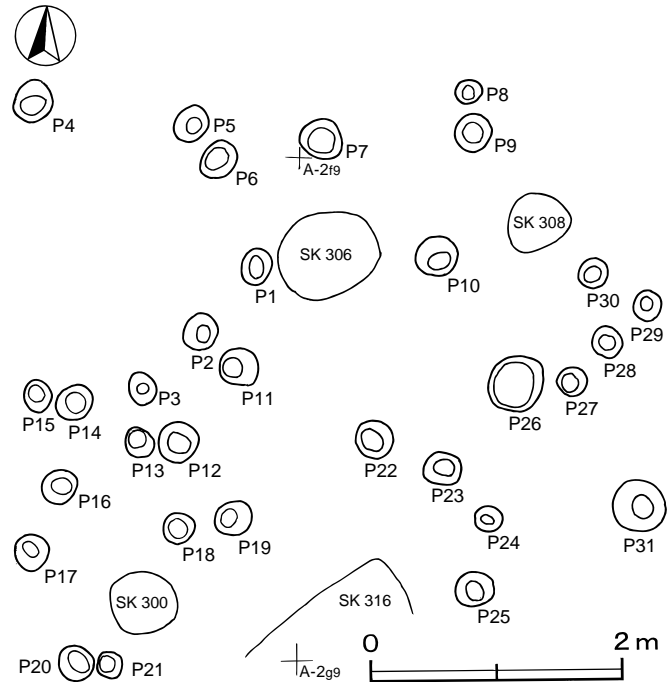 P4
P5
P6
P7
A-2f9
P8
P9
SK 308
SK 306
P1
P10
P30
P29
P28
P2
P11
P3
P15
P14
P26
P27
P13
P12
P22
P23
P16
P24
P31
P18
P19
P17
SK 300
SK 316
P25
P20
P21
A-2g9
0
2 m